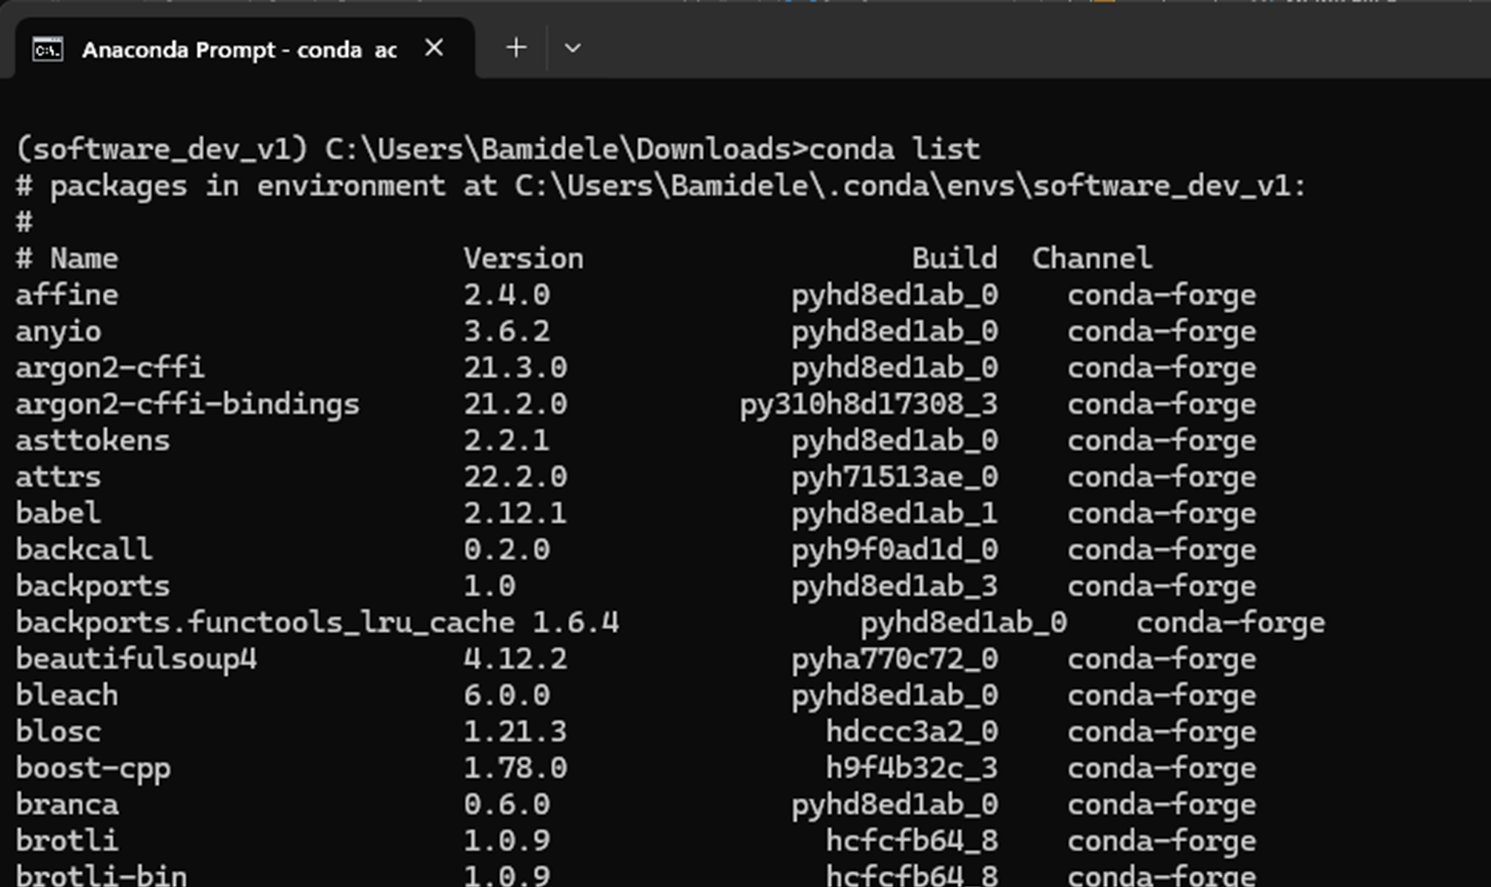 Anaconda Prompt - conda ac
(software_dev_v1) C:\Users\Bamidele\Downloads>conda list
# packages in environment at C:\Users\Bamidele\.conda\envs\software_dev_v1:
#
# Name Version Build Channel
affine 2.4.0 pyhd8ed1ab_0 conda-forge
anyio 3.6.2 pyhd8ed1ab_0 conda-forge
argon2-cffi 21.3.0 pyhd8ed1ab_0 conda-forge
argon2-cffi-bindings 21.2.0 py310h8d17308_3 conda-forge
asttokens 2.2.1 pyhd8ed1ab_0 conda-forge
attrs 22.2.0 pyh71513ae_0 conda-forge
babel 2.12.1 pyhd8ed1ab_1 conda-forge
backcall 0.2.0 pyh9f0ad1d_0 conda-forge
backports 1.0 pyhd8ed1ab_3 conda-forge
backports.functools_lru_cache 1.6.4 pyhd8ed1ab_0 conda-forge
beautifulsoup4 4.12.2 pyha770c72_0 conda-forge
bleach 6.0.0 pyhd8ed1ab_0 conda-forge
blosc 1.21.3 hdccc3a2_0 conda-forge
boost-cpp 1.78.0 h9f4b32c_3 conda-forge
branca 0.6.0 pyhd8ed1ab_0 conda-forge
brotli 1.0.9 hcfcfb64_8 conda-forge
brotli-bin 1.0.9 hcfcfb64_8 conda-forge